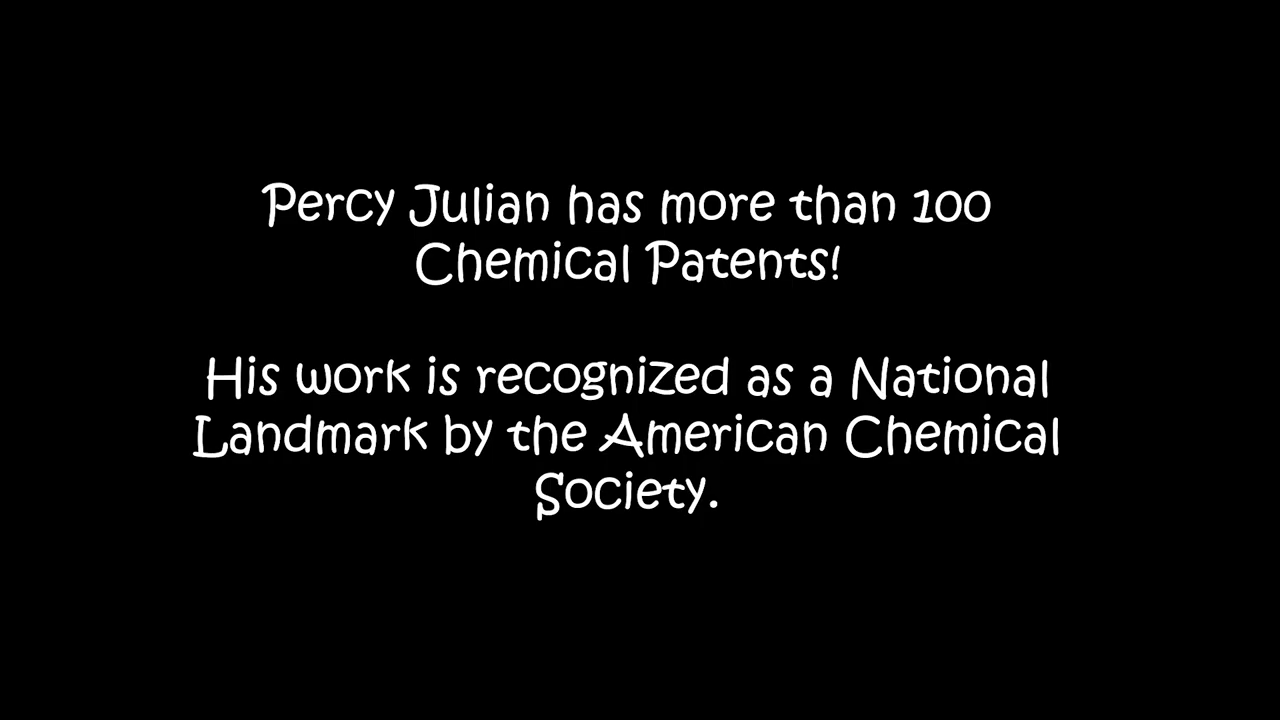 Percy Julian has more than 100
Chemical Patents!
His work is recognized as a National
Landmark by the American Chemical
Society.